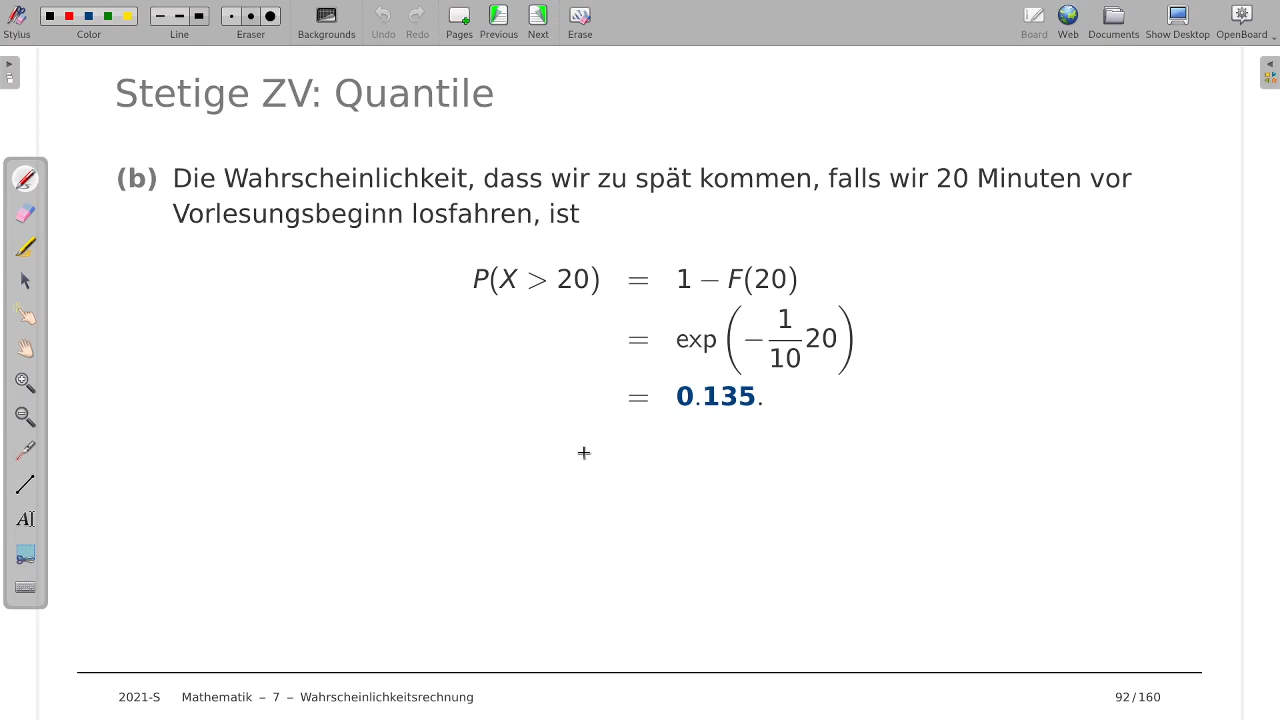 Stylus Color Line Eraser Backgrounds Undo Redo Pages Previous Next Erase Board Web Documents Show Desktop OpenBoard
Stetige ZV: Quantile
(b) Die Wahrscheinlichkeit, dass wir zu spät kommen, falls wir 20 Minuten vor
Vorlesungsbeginn losfahren, ist
P(X > 20) = 1 − F(20)
= exp(−1/10 20)
= 0.135.
2021-S Mathematik – 7 – Wahrscheinlichkeitsrechnung 92/160